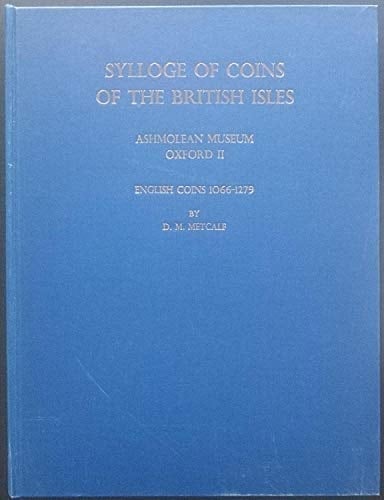 SYLLOGE OF COINS
OF THE BRITISH ISLES
ASHMOLEAN MUSEUM
OXFORD II
ENGLISH COINS 1066-1279
BY
D. M. METCALF